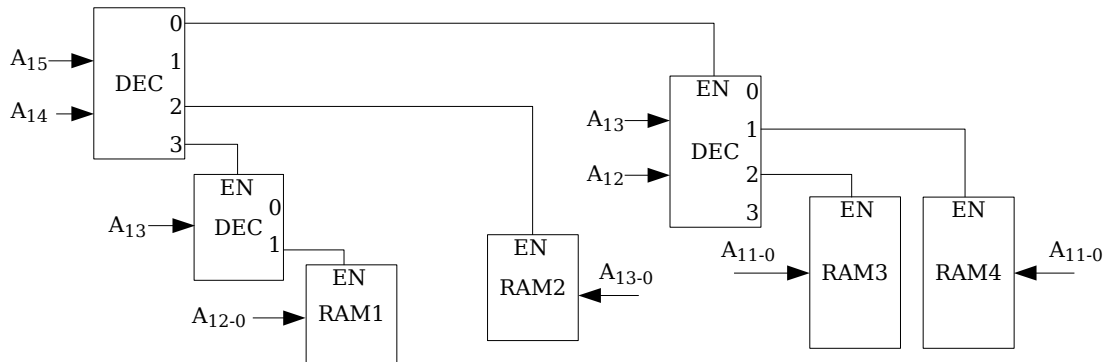 0
A15
1
DEC
A14
2
3
EN
0
A13
DEC
1
EN
A12-0
RAM1
EN
RAM2
A13-0
EN
0
A13
1
DEC
A12
2
3
EN
A11-0
RAM3
EN
RAM4
A11-0